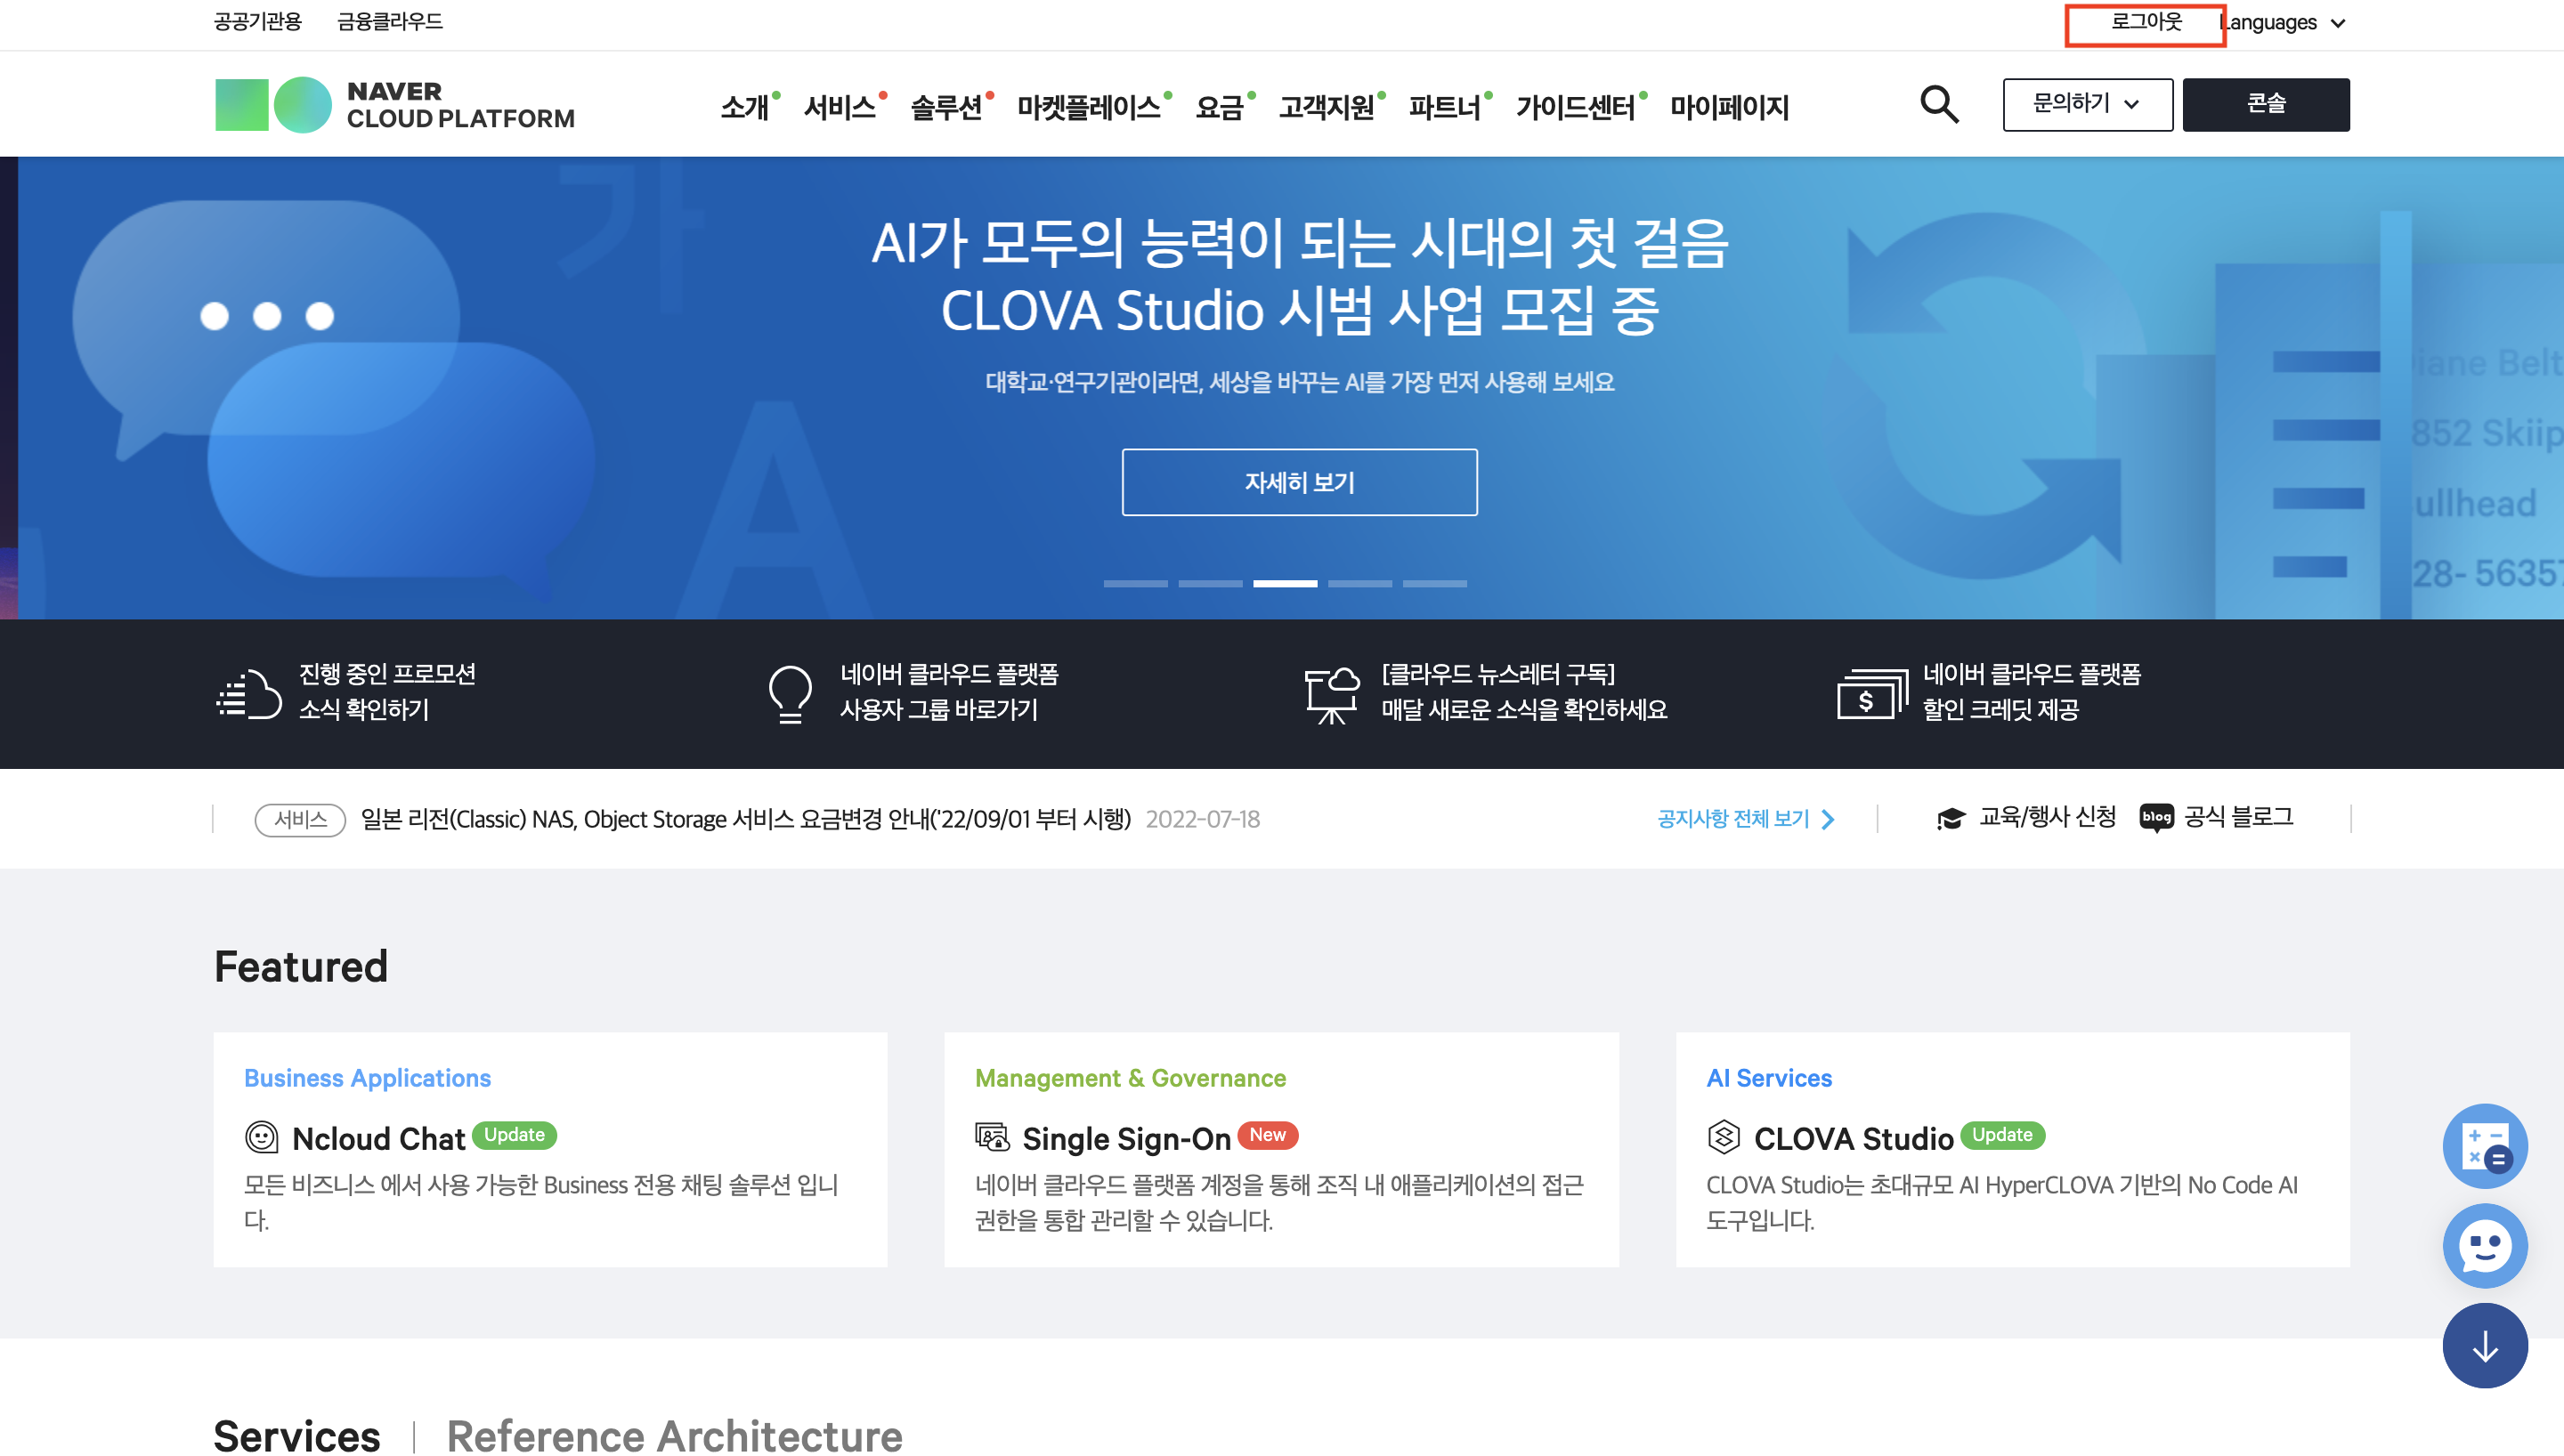 공공기관용 금융클라우드 로그아웃 Languages
NAVER
CLOUD PLATFORM
소개 서비스 솔루션 마켓플레이스 요금 고객지원 파트너 가이드센터 마이페이지 문의하기 콘솔
가
A
AI가 모두의 능력이 되는 시대의 첫 걸음
CLOVA Studio 시범 사업 모집 중
대학교·연구기관이라면, 세상을 바꾸는 AI를 가장 먼저 사용해 보세요
자세히 보기
852
28- 56357
진행 중인 프로모션
소식 확인하기
네이버 클라우드 플랫폼
사용자 그룹 바로가기
[클라우드 뉴스레터 구독]
매달 새로운 소식을 확인하세요
$
네이버 클라우드 플랫폼
할인 크레딧 제공
서비스 일본 리전(Classic) NAS, Object Storage 서비스 요금변경 안내('22/09/01 부터 시행) 2022-07-18
공지사항 전체 보기 교육/행사 신청 blog 공식 블로그
Featured
Business Applications
Ncloud Chat Update
모든 비즈니스 에서 사용 가능한 Business 전용 채팅 솔루션 입니
다.
Management & Governance
Single Sign-On New
네이버 클라우드 플랫폼 계정을 통해 조직 내 애플리케이션의 접근
권한을 통합 관리할 수 있습니다.
AI Services
CLOVA Studio Update
CLOVA Studio는 초대규모 AI HyperCLOVA 기반의 No Code AI
도구입니다.
Services | Reference Architecture